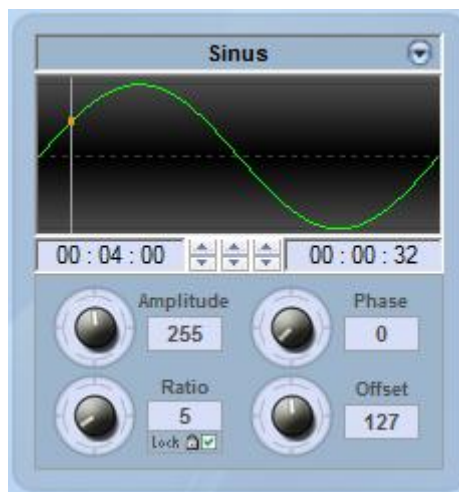 Sinus
00 : 04 : 00 00 : 00 : 32
Amplitude Phase
255 0
Ratio Offset
5 127
Lock